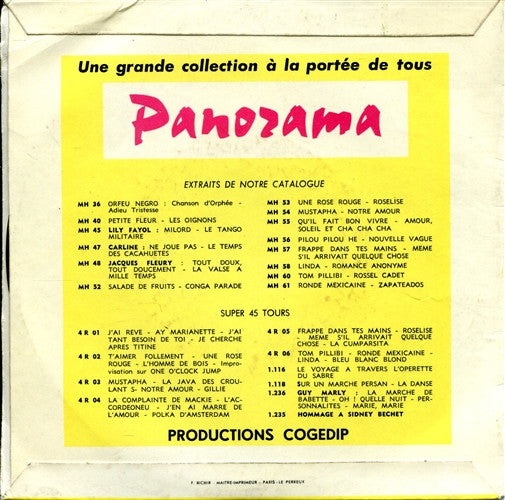 Une grande collection à la portée de tous
Panorama
EXTRAITS DE NOTRE CATALOGUE
MH 36 ORFEU NEGRO : Chanson d'Orphée -
Adieu Tristesse
MH 40 PETITE FLEUR - LES OIGNONS
MH 45 LILY FAYOL : MILORD - LE TANGO
MILITAIRE
MH 47 CARLINE : NE JOUE PAS - LE TEMPS
DES CACAHUETES
MH 48 JACQUES FLEURY : TOUT DOUX,
TOUT DOUCEMENT - LA VALSE A
MILLE TEMPS
MH 52 SALADE DE FRUITS - CONGA PARADE
MH 53 UNE ROSE ROUGE - ROSELISE
MH 54 MUSTAPHA - NOTRE AMOUR
MH 55 QU'IL FAIT BON VIVRE - AMOUR,
SOLEIL ET CHA CHA CHA
MH 56 PILOU PILOU HE - NOUVELLE VAGUE
MH 57 FRAPPE DANS TES MAINS - MEME
S'IL ARRIVAIT QUELQUE CHOSE
MH 58 LINDA - ROMANCE ANONYME
MH 60 TOM PILLIBI - ROSSEL CADET
MH 61 RONDE MEXICAINE - ZAPATEADOS
SUPER 45 TOURS
4 R 01 J'AI REVE - AY MARIANETTE - J'AI
TANT BESOIN DE TOI - JE CHERCHE
APRES TITINE
4 R 02 T'AIMER FOLLEMENT - UNE ROSE
ROUGE - L'HOMME DE BOIS - Impro-
visation sur ONE O'CLOCK JUMP
4 R 03 MUSTAPHA - LA JAVA DES CROU-
LANT S- NOTRE AMOUR - GILLIE
4 R 04 LA COMPLAINTE DE MACKIE - L'AC-
CORDEONEU - J'EN AI MARRE DE
L'AMOUR - POLKA D'AMSTERDAM
4 R 05 FRAPPE DANS TES MAINS - ROSELISE
- MEME S'IL ARRIVAIT QUELQUE
CHOSE - LA CUMPARSITA
4 R 06 TOM PILLIBI - RONDE MEXICAINE -
LINDA - BLEU BLANC BLOND
1.116 LE VOYAGE A TRAVERS L'OPERETTE
DU SABRE
1.118 SUR UN MARCHE PERSAN - LA DANSE
1.236 GUY MARLY : LA MARCHE DE
BABETTE - OH ! QUELLE NUIT - PER-
SONNALITES - MARIE, MARIE
1.235 HOMMAGE A SIDNEY BECHET
PRODUCTIONS COGEDIP
F. RICHIR - MAITRE-IMPRIMEUR - PARIS - LE PERREUX